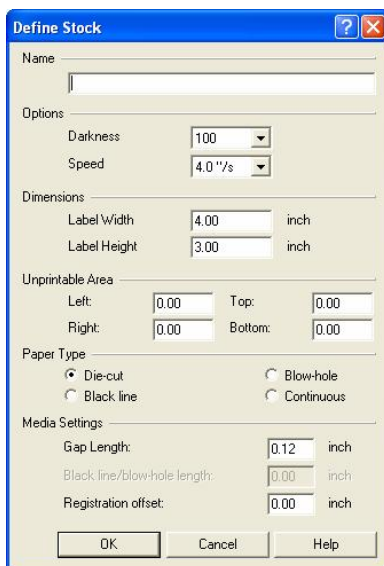 Define Stock ?
Name
Options
Darkness 100
Speed 4.0 "/s
Dimensions
Label Width 4.00 inch
Label Height 3.00 inch
Unprintable Area
Left: 0.00 Top: 0.00
Right: 0.00 Bottom: 0.00
Paper Type
Die-cut Blow-hole
Black line Continuous
Media Settings
Gap Length: 0.12 inch
Black line/blow-hole length: 0.00 inch
Registration offset: 0.00 inch
OK Cancel Help